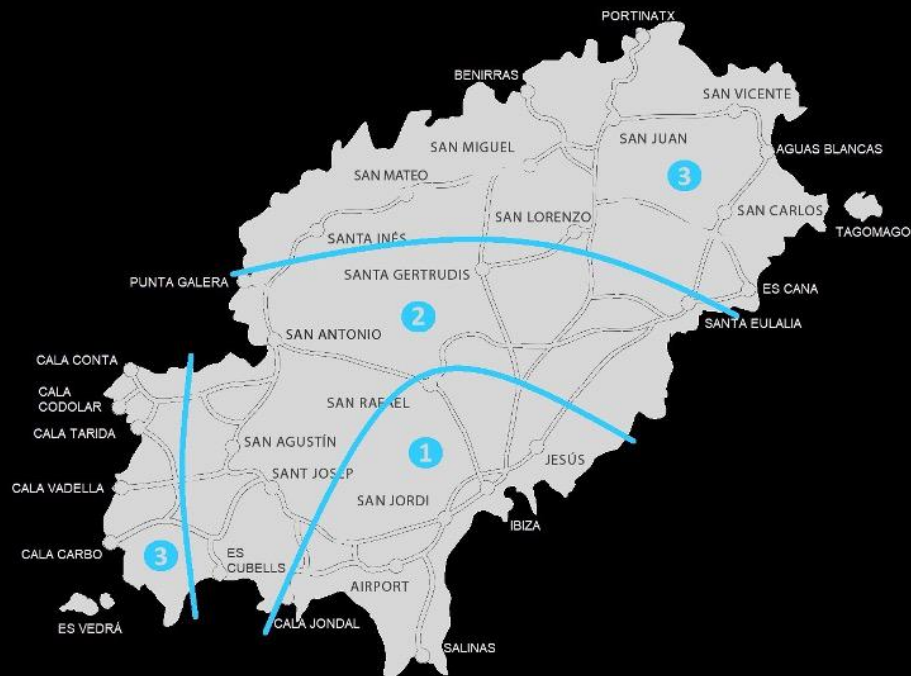 PORTINATX
BENIRRAS
SAN VICENTE
SAN JUAN
SAN MIGUEL
AGUAS BLANCAS
SAN MATEO
3
SAN LORENZO
SAN CARLOS
TAGOMAGO
SANTA INÉS
SANTA GERTRUDIS
PUNTA GALERA
ES CANA
2
SANTA EULALIA
SAN ANTONIO
CALA CONTA
CALA
CODOLAR
SAN RAFAEL
CALA TARIDA
SAN AGUSTÍN
1
JESÚS
SANT JOSEP
CALA VADELLA
SAN JORDI
IBIZA
CALA CARBO
3
ES
CUBELLS
AIRPORT
ES VEDRÁ
CALA JONDAL
SALINAS